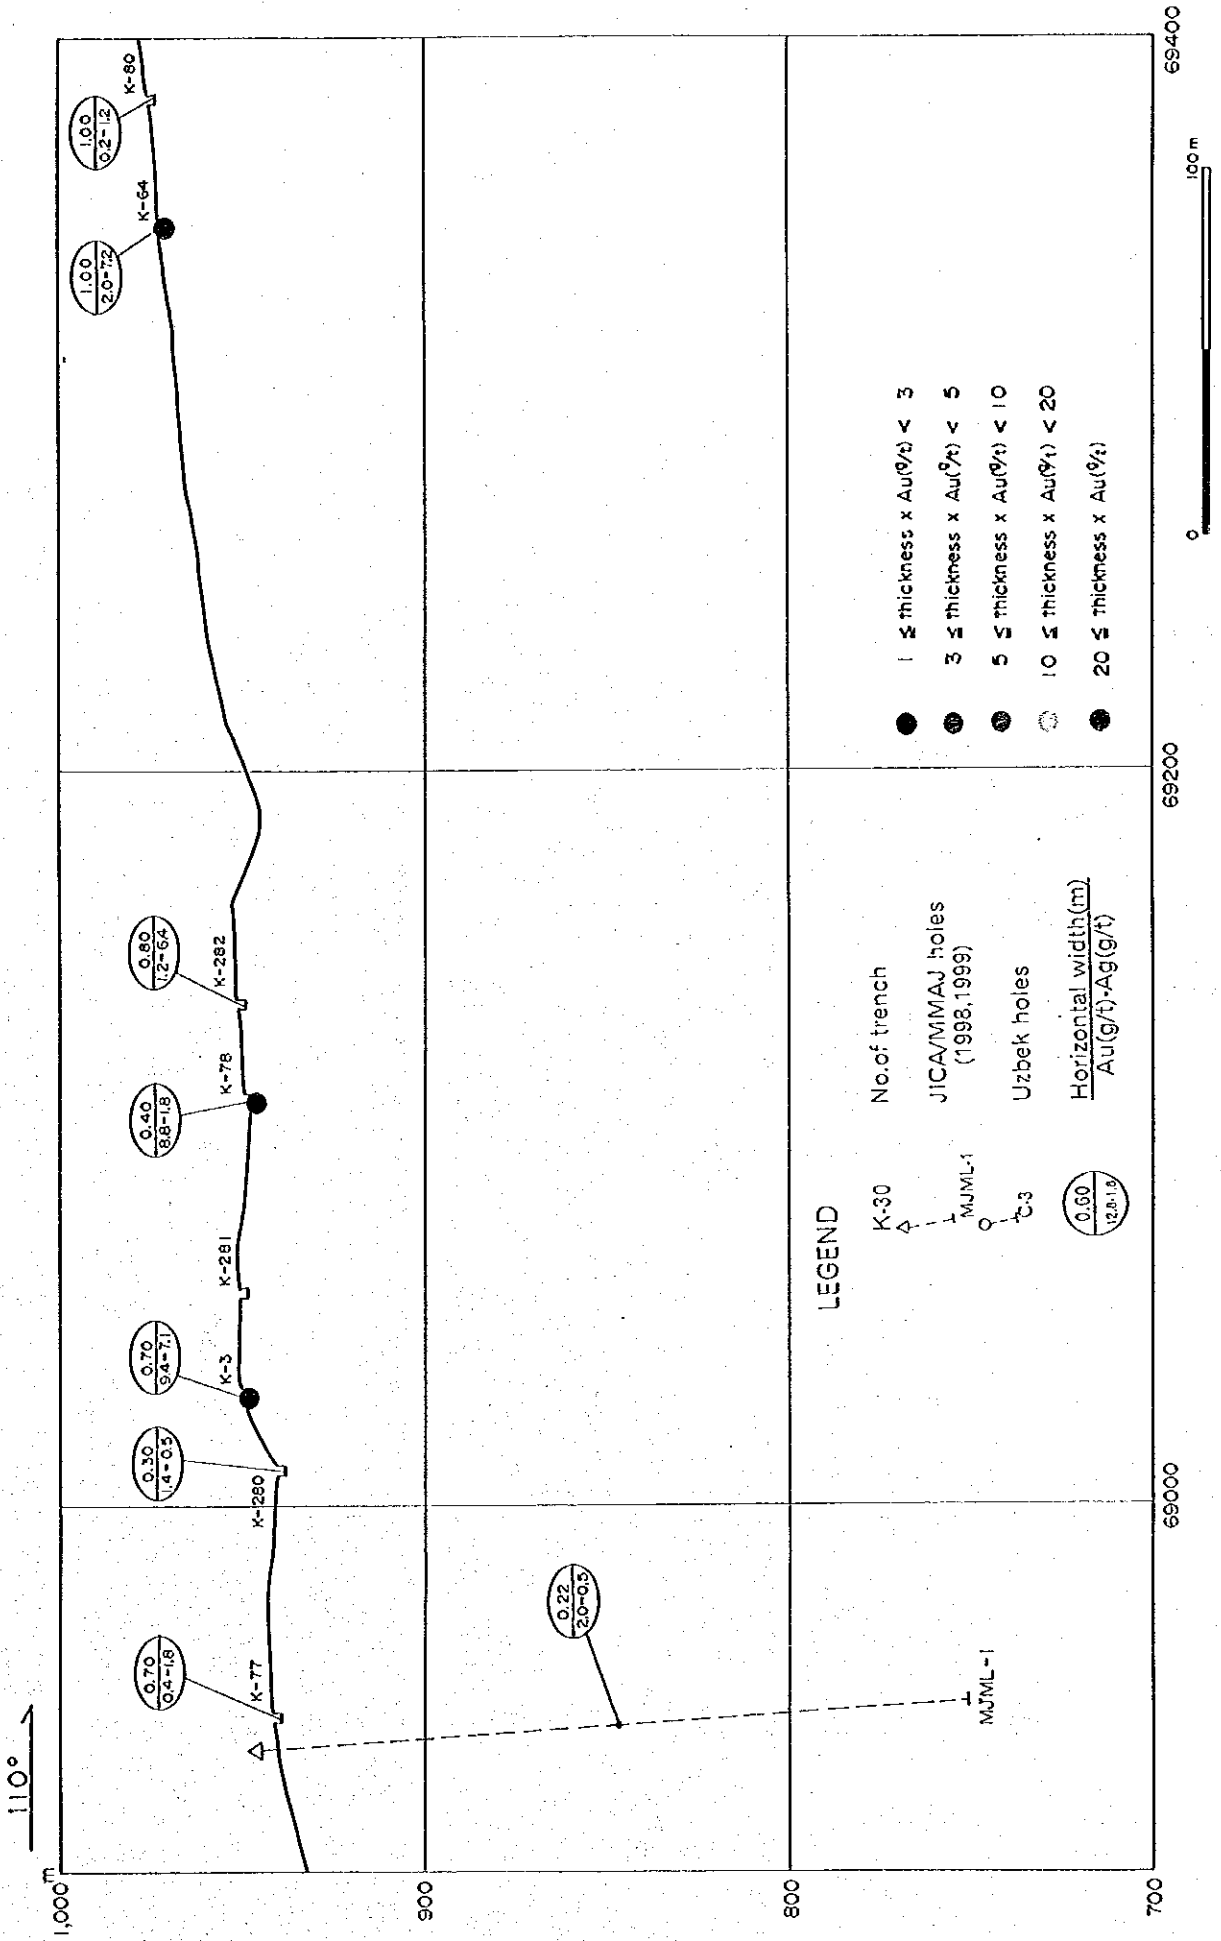 110°
1,000
m
900
800
700
69000
69200
69400
0.70
0.4-1.8
K-77
K-280
0.30
1.4-0.5
0.70
9.4-7.1
K-3
K-281
0.40
8.8-1.8
K-78
0.80
1.2-6.4
K-282
1.00
2.0-7.2
K-64
1.00
0.2-1.2
K-80
0.22
2.0-0.5
MJML-1
LEGEND
K-30 No.of trench
MJML-1 JICA/MMAJ holes
(1998,1999)
C-3 Uzbek holes
0.60
12.8-1.8
Horizontal width(m)
Au(g/t)-Ag(g/t)
1 ≦ Thickness x Au(g/t) < 3
3 ≦ Thickness x Au(g/t) < 5
5 ≦ Thickness x Au(g/t) < 10
10 ≦ Thickness x Au(g/t) < 20
20 ≦ Thickness x Au(g/t)
0 100m